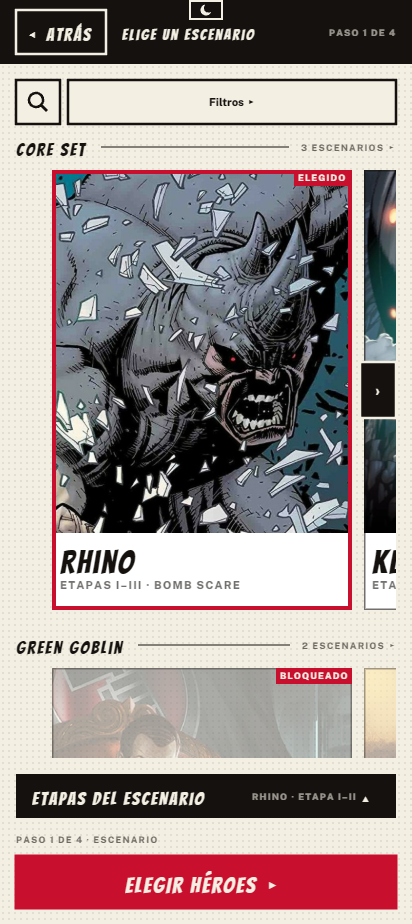 ◂ ATRÁS
ELIGE UN ESCENARIO
PASO 1 DE 4
Filtros ▸
CORE SET
3 ESCENARIOS ▸
ELEGIDO
›
RHINO
ETAPAS I–III · BOMB SCARE
ETA
GREEN GOBLIN
2 ESCENARIOS ▸
BLOQUEADO
ETAPAS DEL ESCENARIO
RHINO · ETAPA I–II ▲
PASO 1 DE 4 · ESCENARIO
ELEGIR HÉROES ▸